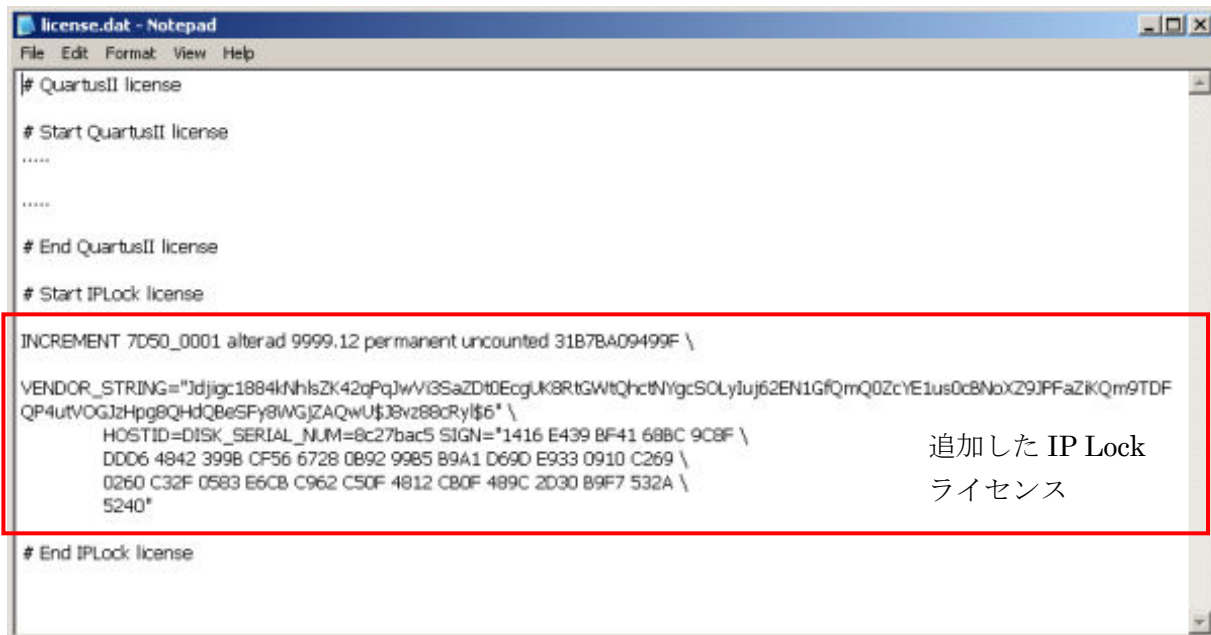 license.dat - Notepad
File Edit Format View Help
# QuartusII license
# Start QuartusII license
.....
.....
# End QuartusII license
# Start IPLock license
INCREMENT 7D50_0001 alterad 9999.12 permanent uncounted 31B7BA09499F \
VENDOR_STRING="Jdjigc1884kNhlsZK42qPqJwVi3SaZDt0EcgUK8RtGWtQhctNYgcSOLyIuj62EN1GfQmQ0ZcYE1us0cBNoXZ9JPFaZiKQm9TDF
QP4utVOGJzHpg8QHdQBeSFy8WGjZAQwU$J8vz88cRyl$6" \
HOSTID=DISK_SERIAL_NUM=8c27bac5 SIGN="1416 E439 BF41 68BC 9C8F \
DDD6 4842 399B CF56 6728 0B92 99B5 B9A1 D69D E933 0910 C269 \
0260 C32F 0583 E6CB C962 C50F 4812 CB0F 489C 2D30 B9F7 532A \
5240"
追加した IP Lock
ライセンス
# End IPLock license